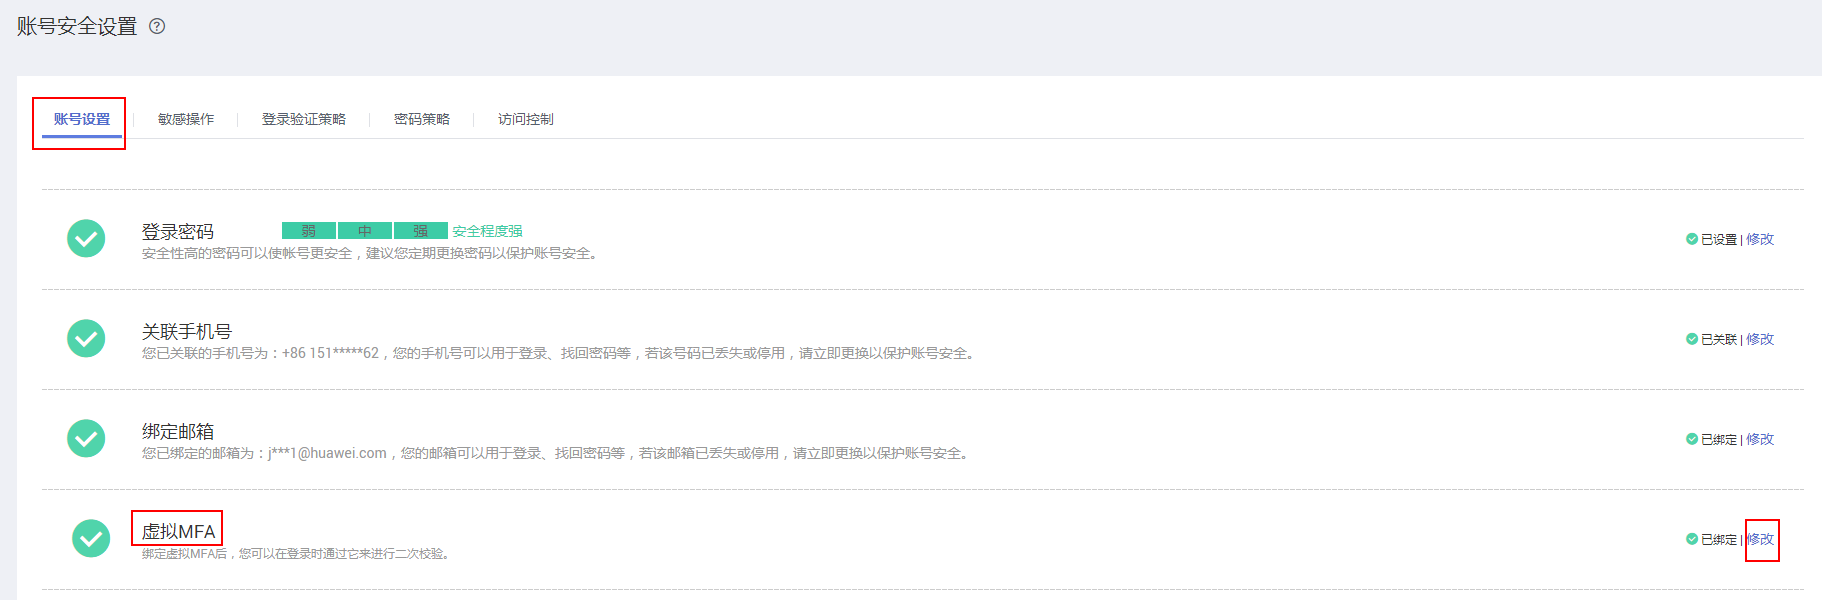 账号安全设置 ?
账号设置 敏感操作 登录验证策略 密码策略 访问控制
登录密码 弱 中 强 安全程度强
安全性高的密码可以使帐号更安全，建议您定期更换密码以保护账号安全。
已设置 | 修改
关联手机号
您已关联的手机号为：+86 151*****62，您的手机号可以用于登录、找回密码等，若该号码已丢失或停用，请立即更换以保护账号安全。
已关联 | 修改
绑定邮箱
您已绑定的邮箱为：j***1@huawei.com，您的邮箱可以用于登录、找回密码等，若该邮箱已丢失或停用，请立即更换以保护账号安全。
已绑定 | 修改
虚拟MFA
绑定虚拟MFA后，您可以在登录时通过它来进行二次校验。
已绑定 | 修改